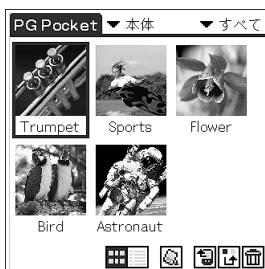 PG Pocket ▼ 本体 ▼ すべて
Trumpet Sports Flower
Bird Astronaut